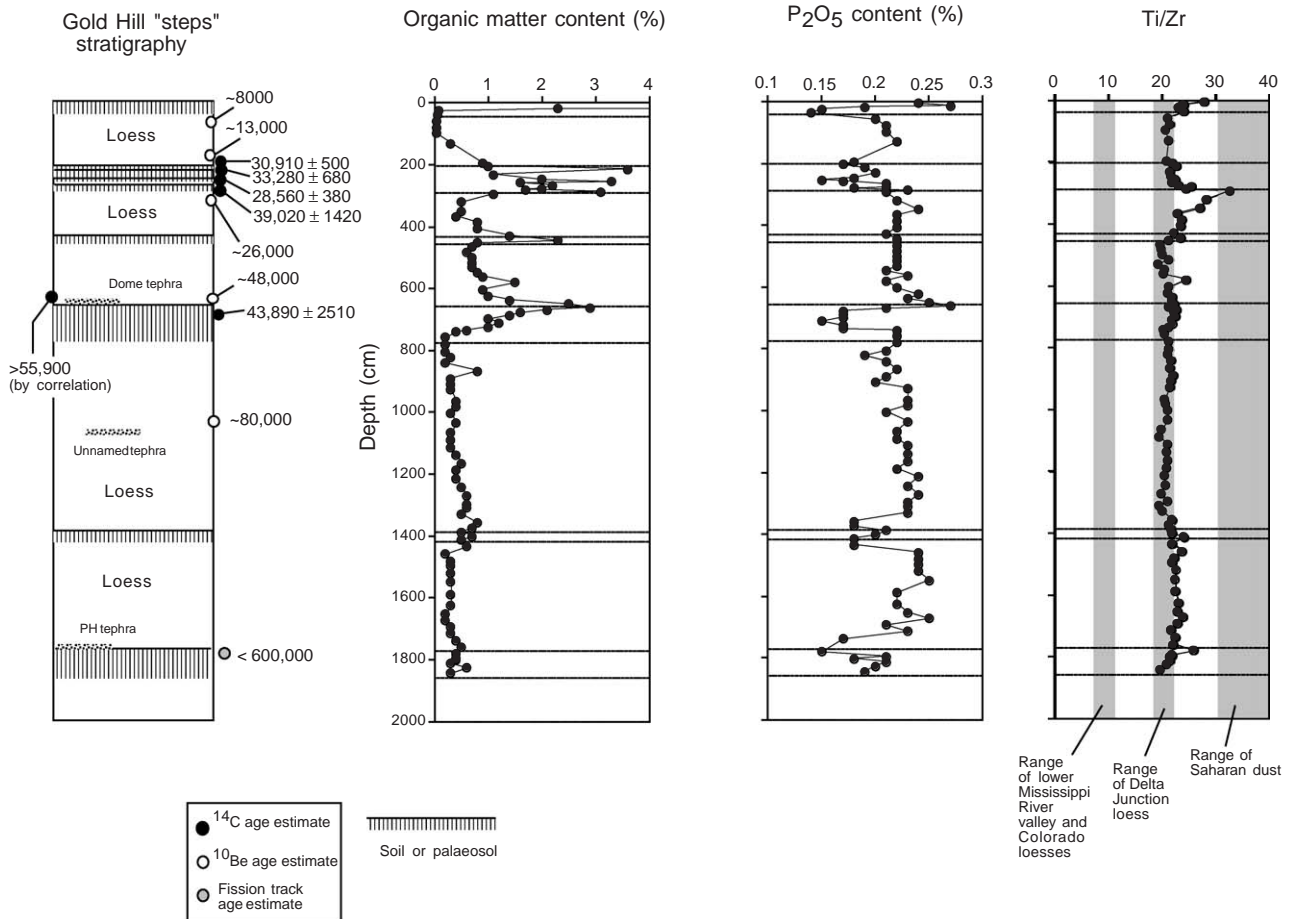 Gold Hill "steps"
stratigraphy
Organic matter content (%)
P2O5 content (%)
Ti/Zr
0 1 2 3 4
0.1 0.15 0.2 0.25 0.3
0 10 20 30 40
~8000
~13,000
30,910 ± 500
33,280 ± 680
28,560 ± 380
39,020 ± 1420
~26,000
~48,000
43,890 ± 2510
>55,900
(by correlation)
~80,000
< 600,000
Loess
Loess
Dome tephra
Unnamed tephra
Loess
Loess
PH tephra
Depth (cm)
0
200
400
600
800
1000
1200
1400
1600
1800
2000
Range
of lower
Mississippi
River
valley and
Colorado
loesses
Range
of Delta
Junction
loess
Range of
Saharan dust
14C age estimate
10Be age estimate
Fission track
age estimate
Soil or palaeosol